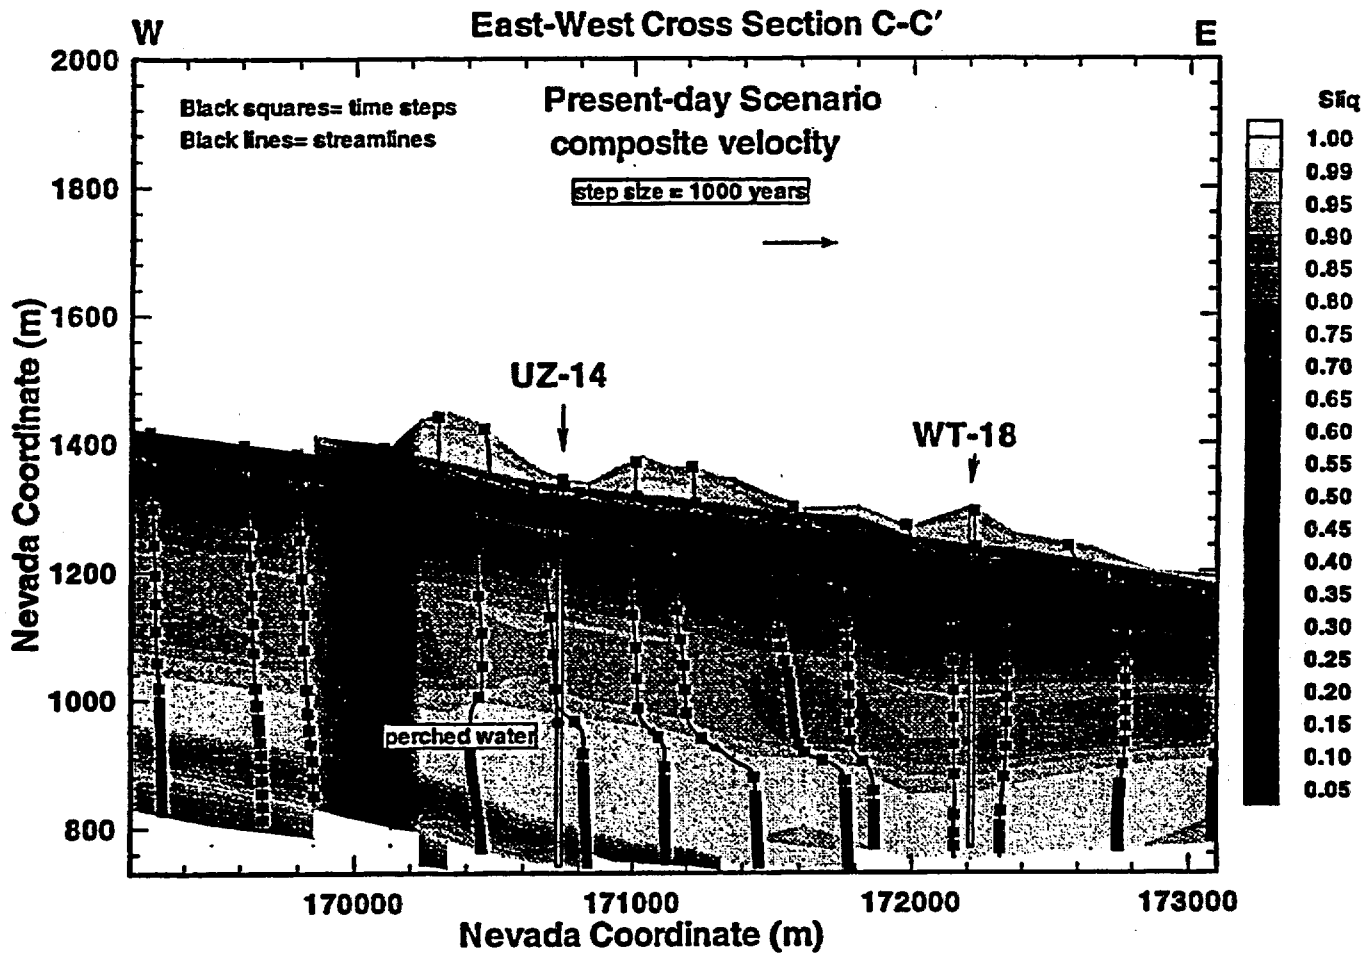 W
East-West Cross Section C-C′
E
2000
1800
1600
1400
1200
1000
800
Nevada Coordinate (m)
Black squares= time steps
Black lines= streamlines
Present-day Scenario
composite velocity
step size = 1000 years
UZ-14
WT-18
perched water
170000
171000
172000
173000
Nevada Coordinate (m)
Sliq
1.00
0.99
0.95
0.90
0.85
0.80
0.75
0.70
0.65
0.60
0.55
0.50
0.45
0.40
0.35
0.30
0.25
0.20
0.15
0.10
0.05